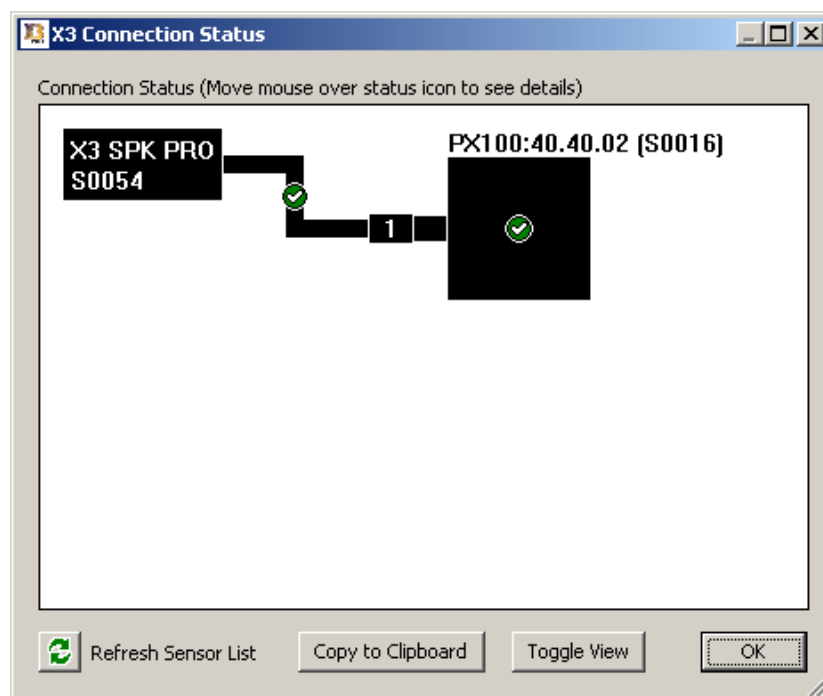 X3 Connection Status
Connection Status (Move mouse over status icon to see details)
X3 SPK PRO
S0054
PX100:40.40.02 (S0016)
1
Refresh Sensor List
Copy to Clipboard
Toggle View
OK